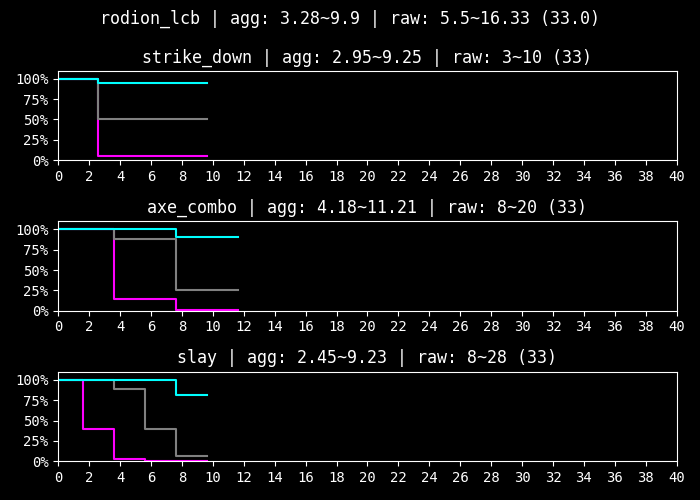 rodion_lcb | agg: 3.28~9.9 | raw: 5.5~16.33 (33.0)
strike_down | agg: 2.95~9.25 | raw: 3~10 (33)
100%
75%
50%
25%
0%
0 2 4 6 8 10 12 14 16 18 20 22 24 26 28 30 32 34 36 38 40
axe_combo | agg: 4.18~11.21 | raw: 8~20 (33)
100%
75%
50%
25%
0%
0 2 4 6 8 10 12 14 16 18 20 22 24 26 28 30 32 34 36 38 40
slay | agg: 2.45~9.23 | raw: 8~28 (33)
100%
75%
50%
25%
0%
0 2 4 6 8 10 12 14 16 18 20 22 24 26 28 30 32 34 36 38 40